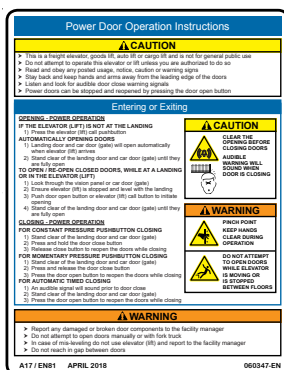 Power Door Operation Instructions
CAUTION
➤ This is a freight elevator, goods lift, auto lift or cargo lift and is not for general public use
➤ Do not attempt to operate this elevator or lift unless you are authorized to do so
➤ Read and obey any posted usage, notice, caution or warning signs
➤ Stay back and keep hands and arms away from the leading edge of the doors
➤ Listen and look for audible door close warning signals
➤ Power doors can be stopped and reopened by pressing the door open button
Entering or Exiting
OPENING - POWER OPERATION
IF THE ELEVATOR (LIFT) IS NOT AT THE LANDING
1) Press the elevator (lift) call pushbutton
AUTOMATICALLY OPENING DOORS
1) Landing door and car door (gate) will open automatically
when elevator (lift) arrives
2) Stand clear of the landing door and car door (gate) until they
are fully open
TO OPEN / RE-OPEN CLOSED DOORS, WHILE AT A LANDING
OR IN THE ELEVATOR (LIFT)
1) Look through the vision panel or car door (gate)
2) Ensure elevator (lift) is stopped and level with the landing
3) Push door open button or elevator (lift) call button to initiate
opening
4) Stand clear of the landing door and car door (gate) until they
are fully open
CLOSING - POWER OPERATION
FOR CONSTANT PRESSURE PUSHBUTTON CLOSING
1) Stand clear of the landing door and car door (gate)
2) Press and hold the door close button
3) Release close button to reopen the doors while closing
FOR MOMENTARY PRESSURE PUSHBUTTON CLOSING
1) Stand clear of the landing door and car door (gate)
2) Press and release the door close button
3) Press the door open button to reopen the doors while closing
FOR AUTOMATIC TIMED CLOSING
1) An audible signal will sound prior to door close
2) Stand clear of the landing door and car door (gate)
3) Press the door open button to reopen the doors while closing
CAUTION
CLEAR THE
OPENING BEFORE
CLOSING DOORS
AUDIBLE
WARNING WILL
SOUND WHEN
DOOR IS CLOSING
WARNING
PINCH POINT
KEEP HANDS
CLEAR DURING
OPERATION
DO NOT ATTEMPT
TO OPEN DOORS
WHILE ELEVATOR
IS MOVING OR
IS STOPPED
BETWEEN FLOORS
WARNING
➤ Report any damaged or broken door components to the facility manager
➤ Do not attempt to open doors manually or with fork truck
➤ In case of mis-leveling do not use elevator (lift) and report to the facility manager
➤ Do not reach in gap between doors
A17 / EN81 APRIL 2018 060347-EN